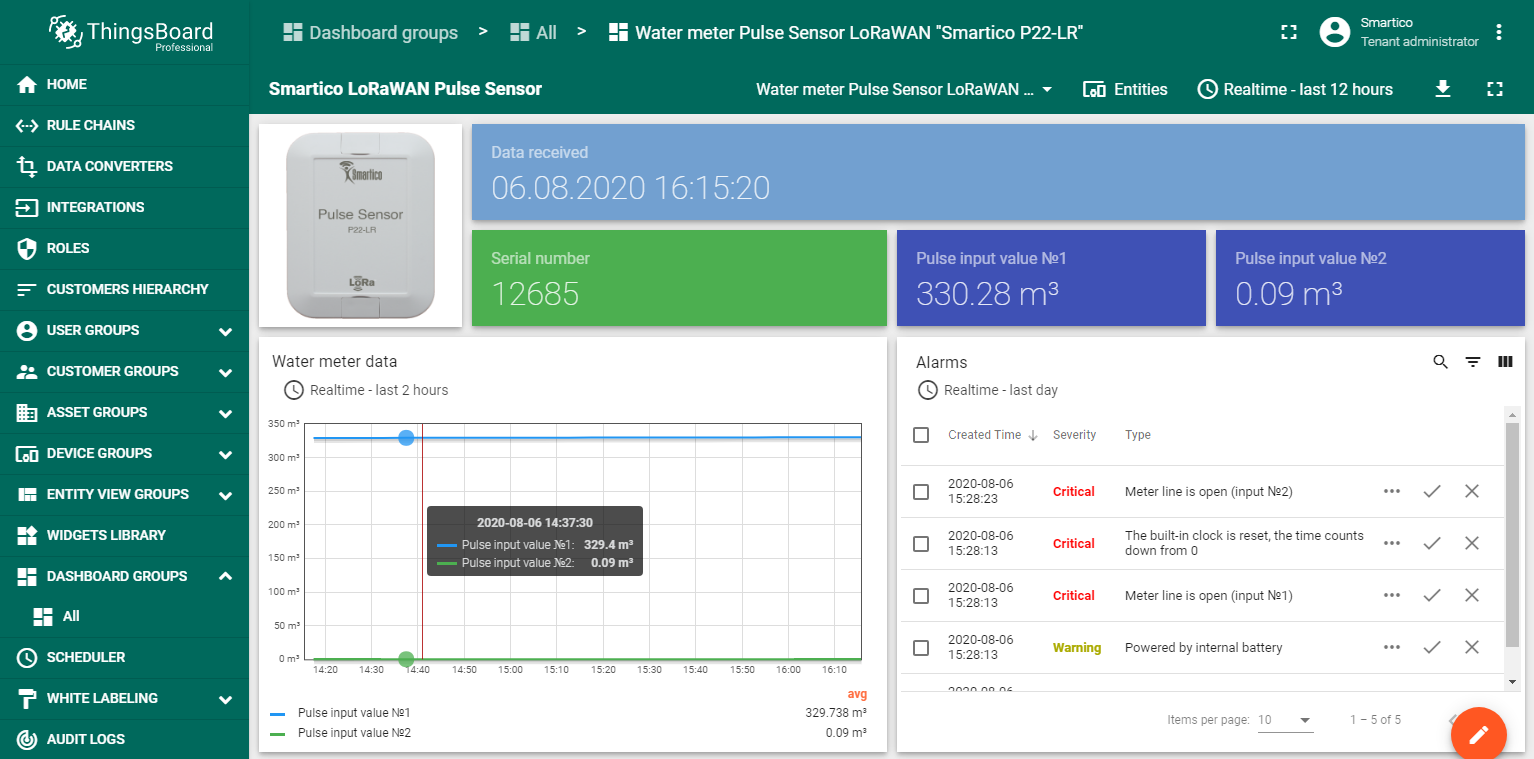 ThingsBoard
Professional
Dashboard groups > All > Water meter Pulse Sensor LoRaWAN "Smartico P22-LR"
Smartico
Tenant administrator
HOME
RULE CHAINS
DATA CONVERTERS
INTEGRATIONS
ROLES
CUSTOMERS HIERARCHY
USER GROUPS
CUSTOMER GROUPS
ASSET GROUPS
DEVICE GROUPS
ENTITY VIEW GROUPS
WIDGETS LIBRARY
DASHBOARD GROUPS
All
SCHEDULER
WHITE LABELING
AUDIT LOGS
Smartico LoRaWAN Pulse Sensor
Water meter Pulse Sensor LoRaWAN ...
Entities
Realtime - last 12 hours
Smartico
Pulse Sensor
P22-LR
LoRa
Data received
06.08.2020 16:15:20
Serial number
12685
Pulse input value №1
330.28 m³
Pulse input value №2
0.09 m³
Water meter data
Realtime - last 2 hours
350 m³
300 m³
250 m³
200 m³
150 m³
100 m³
50 m³
0 m³
2020-08-06 14:37:30
Pulse input value №1: 329.4 m³
Pulse input value №2: 0.09 m³
14:20 14:30 14:40 14:50 15:00 15:10 15:20 15:30 15:40 15:50 16:00 16:10
avg
Pulse input value №1 329.738 m³
Pulse input value №2 0.09 m³
Alarms
Realtime - last day
Created Time Severity Type
2020-08-06
15:28:23
Critical
Meter line is open (input №2)
2020-08-06
15:28:13
Critical
The built-in clock is reset, the time counts
down from 0
2020-08-06
15:28:13
Critical
Meter line is open (input №1)
2020-08-06
15:28:13
Warning
Powered by internal battery
Items per page: 10
1 – 5 of 5